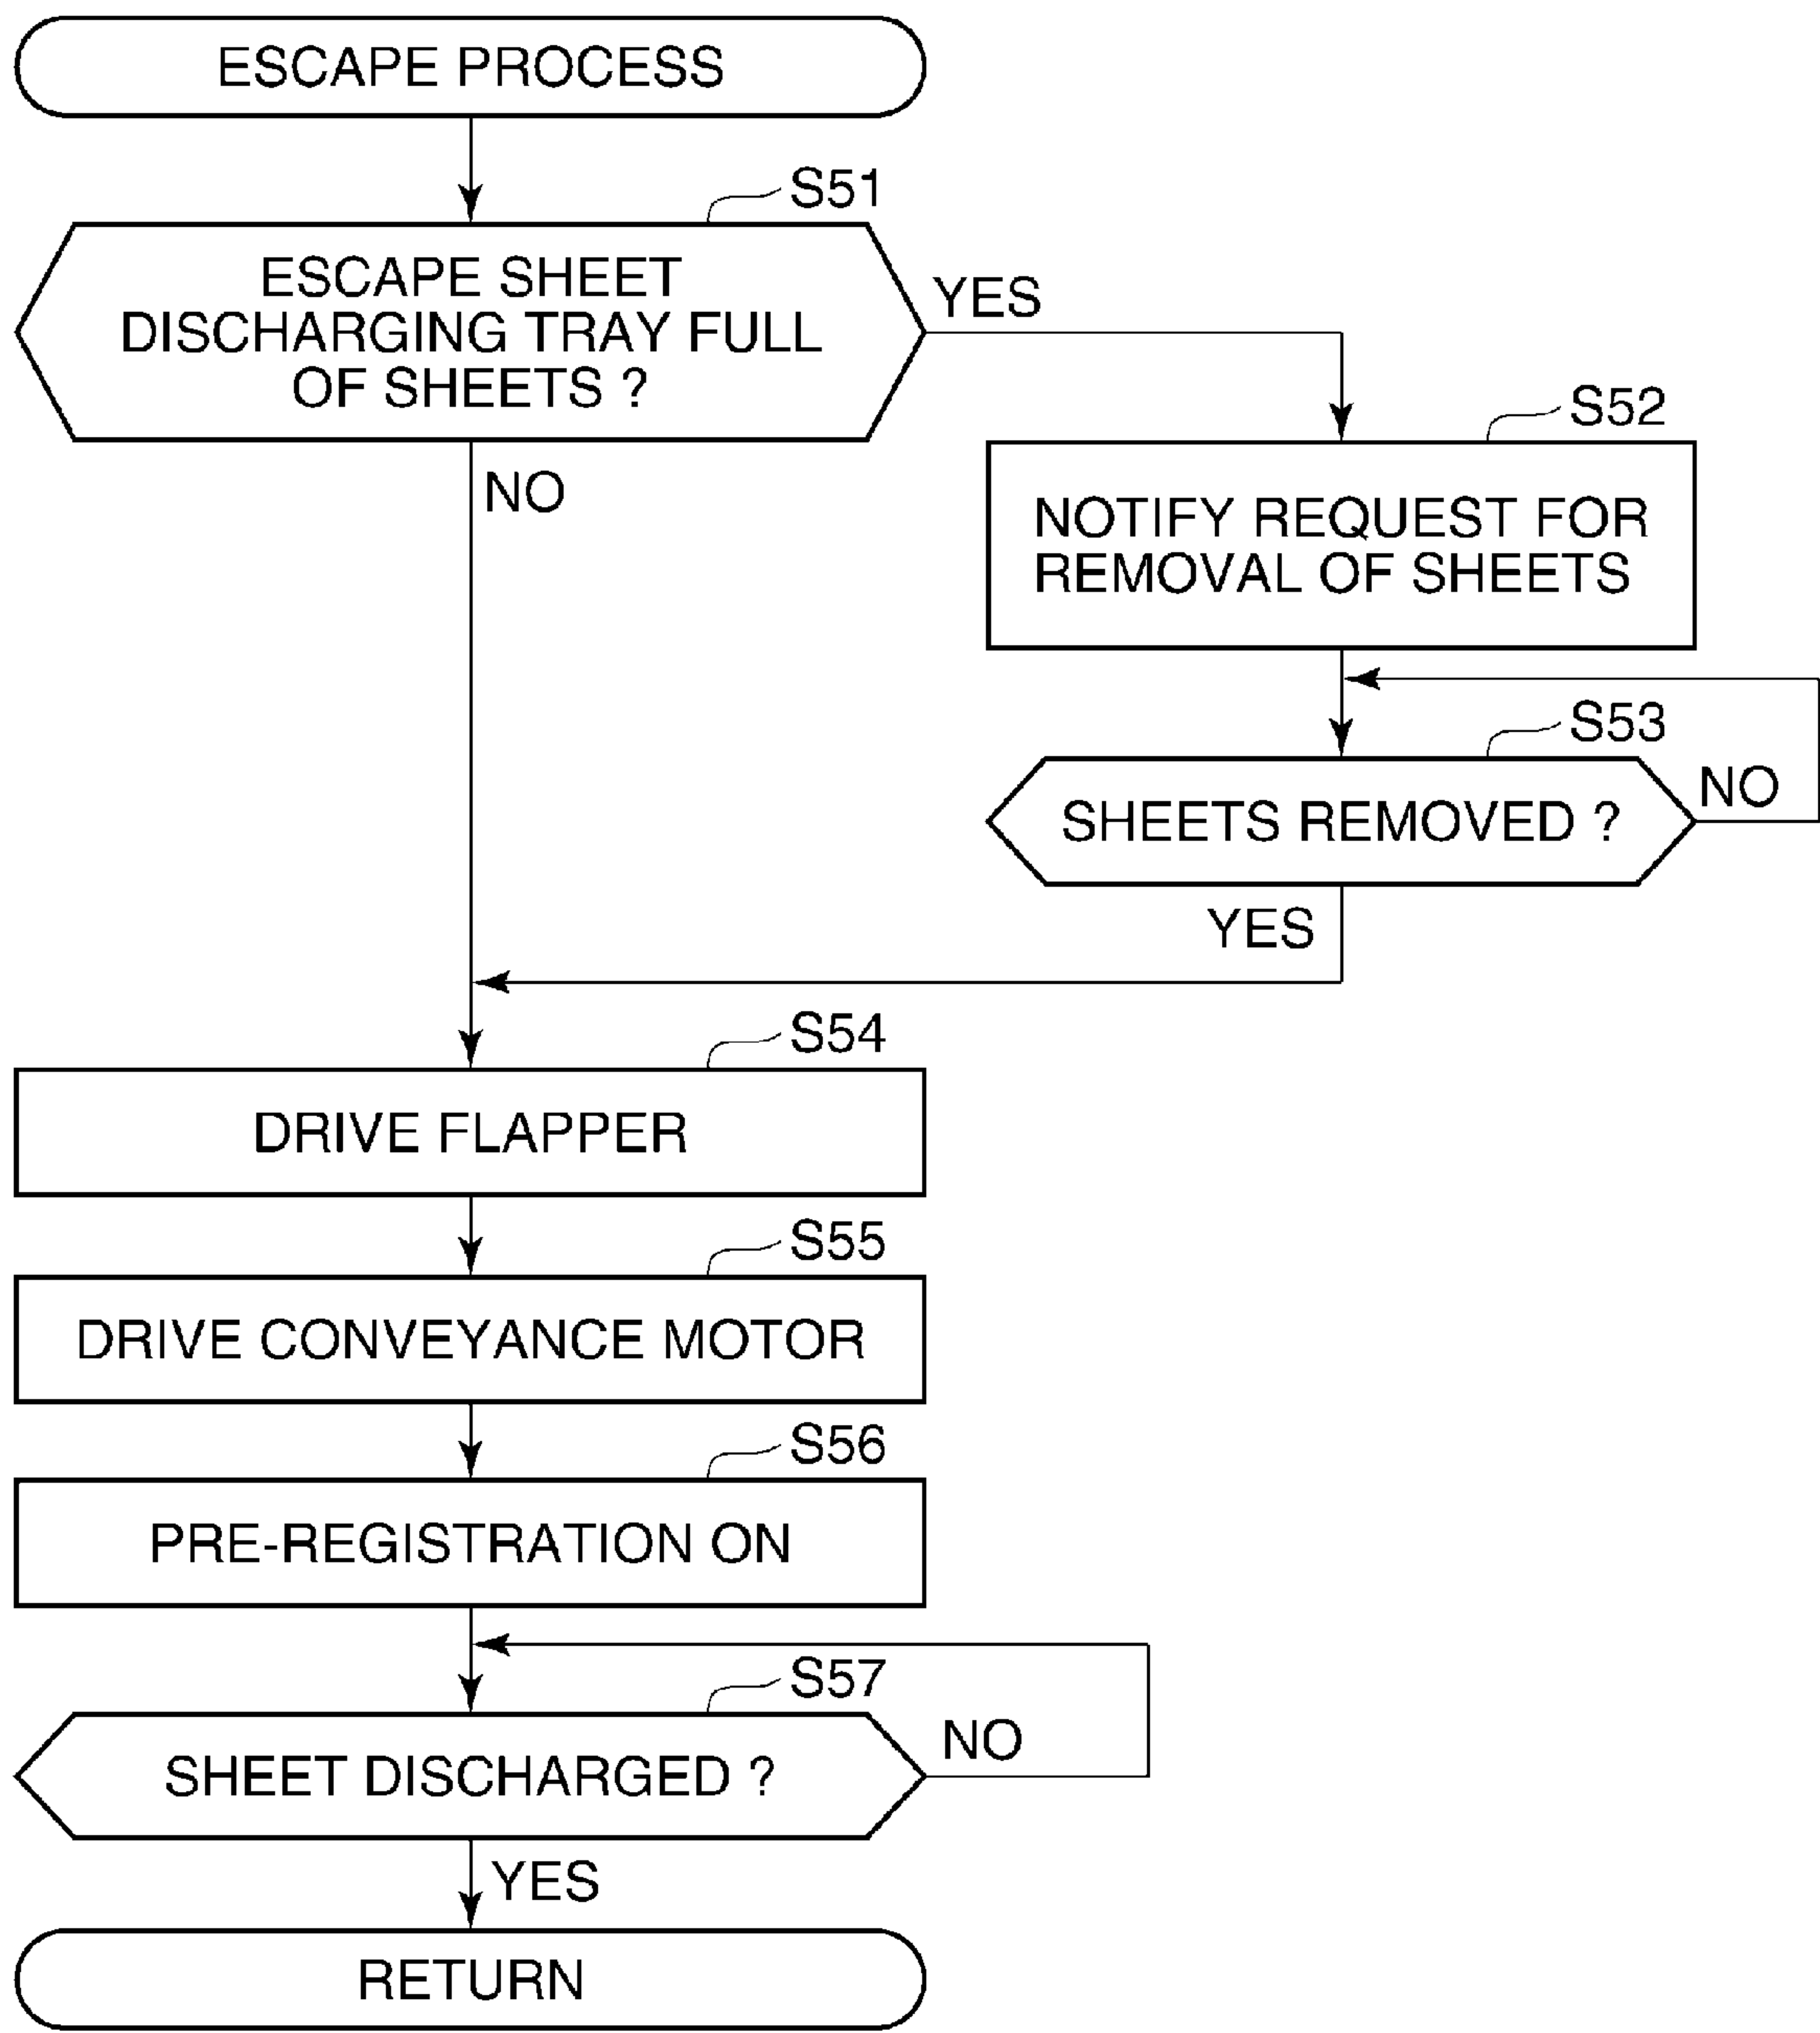 ESCAPE PROCESS
S51
ESCAPE SHEET
DISCHARGING TRAY FULL
OF SHEETS ?
YES
NO
S52
NOTIFY REQUEST FOR
REMOVAL OF SHEETS
S53
SHEETS REMOVED ?
NO
YES
S54
DRIVE FLAPPER
S55
DRIVE CONVEYANCE MOTOR
S56
PRE-REGISTRATION ON
S57
SHEET DISCHARGED ?
NO
YES
RETURN